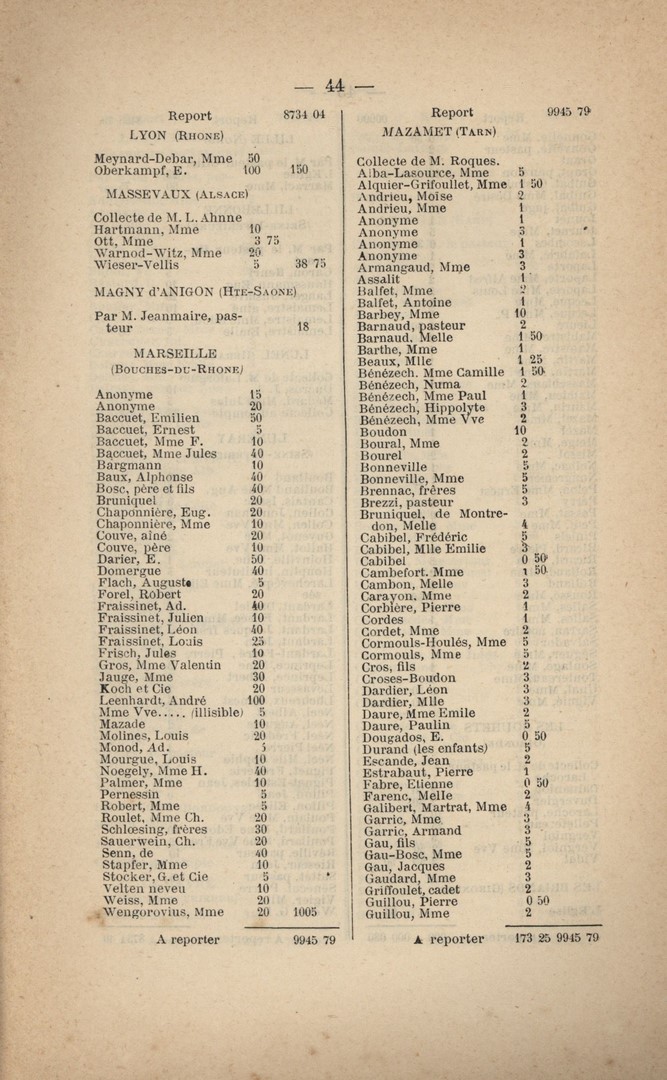 — 44 —
Report 8734 04
LYON (RHONE)
Meynard-Debar, Mme 50
Oberkampf, E. 100 150
MASSEVAUX (ALSACE)
Collecte de M. L. Ahnne
Hartmann, Mme 10
Ott, Mme 3 75
Warnod-Witz, Mme 20
Wieser-Vellis 5 38 75
MAGNY d'ANIGON (HTE-SAONE)
Par M. Jeanmaire, pas-
teur 18
MARSEILLE
(BOUCHES-DU-RHONE)
Anonyme 15
Anonyme 20
Baccuet, Emilien 50
Baccuet, Ernest 5
Baccuet, Mme F. 10
Baccuet, Mme Jules 40
Bargmann 10
Baux, Alphonse 40
Bosc, père et fils 40
Bruniquel 20
Chaponnière, Eug. 20
Chaponnière, Mme 10
Couve, aîné 20
Couve, père 10
Darier, E. 50
Domergue 40
Flach, Auguste 5
Forel, Robert 20
Fraissinet, Ad. 40
Fraissinet, Julien 10
Fraissinet, Léon 40
Fraissinet, Louis 25
Frisch, Jules 10
Gros, Mme Valentin 20
Jauge, Mme 30
Koch et Cie 20
Leenhardt, André 100
Mme Vve..... (illisible) 5
Mazade 10
Molines, Louis 20
Monod, Ad. 5
Mourgue, Louis 10
Noegely, Mme H. 40
Palmer, Mme 10
Pernessin 5
Robert, Mme 5
Roulet, Mme Ch. 20
Schlœsing, frères 30
Sauerwein, Ch. 20
Senn, de 40
Stapfer, Mme 10
Stocker, G. et Cie 5
Velten neveu 10
Weiss, Mme 20
Wengorovius, Mme 20 1005
A reporter 9945 79
Report 9945 79
MAZAMET (TARN)
Collecte de M. Roques.
Alba-Lasource, Mme 5
Alquier-Grifoullet, Mme 1 50
Andrieu, Moïse 2
Andrieu, Mme 1
Anonyme 1
Anonyme 3
Anonyme 1
Anonyme 3
Armangaud, Mme 3
Assalit 1
Balfet, Mme 2
Balfet, Antoine 1
Barbey, Mme 10
Barnaud, pasteur 2
Barnaud. Melle 1 50
Barthe, Mme 1
Beaux, Mlle 1 25
Bénézech. Mme Camille 1 50
Bénézech, Numa 2
Bénézech, Mme Paul 1
Bénézech, Hippolyte 3
Bénézech, Mme Vve 2
Boudon 10
Boural, Mme 2
Bourel 2
Bonneville 5
Bonneville, Mme 5
Brennac, frères 5
Brezzi, pasteur 3
Bruniquel, de Montre-
don, Melle 4
Cabibel, Frédéric 5
Cabibel, Mlle Emilie 3
Cabibel 0 50
Cambefort. Mme 1 50
Cambon, Melle 3
Carayon. Mme 2
Corbière, Pierre 1
Cordes 1
Cordet, Mme 2
Cormouls-Houlés, Mme 5
Cormouls, Mme 5
Cros, fils 2
Croses-Boudon 3
Dardier, Léon 3
Dardier, Mlle 3
Daure, Mme Emile 2
Daure, Paulin 5
Dougados, E. 0 50
Durand (les enfants) 5
Escande, Jean 2
Estrabaut, Pierre 1
Fabre, Etienne 0 50
Farenc, Melle 2
Galibert, Martrat, Mme 4
Garric, Mme 3
Garric, Armand 3
Gau, fils 5
Gau-Bosc, Mme 5
Gau, Jacques 2
Gaudard, Mme 3
Griffoulet, cadet 2
Guillou, Pierre 0 50
Guillou, Mme 2
A reporter 173 25 9945 79